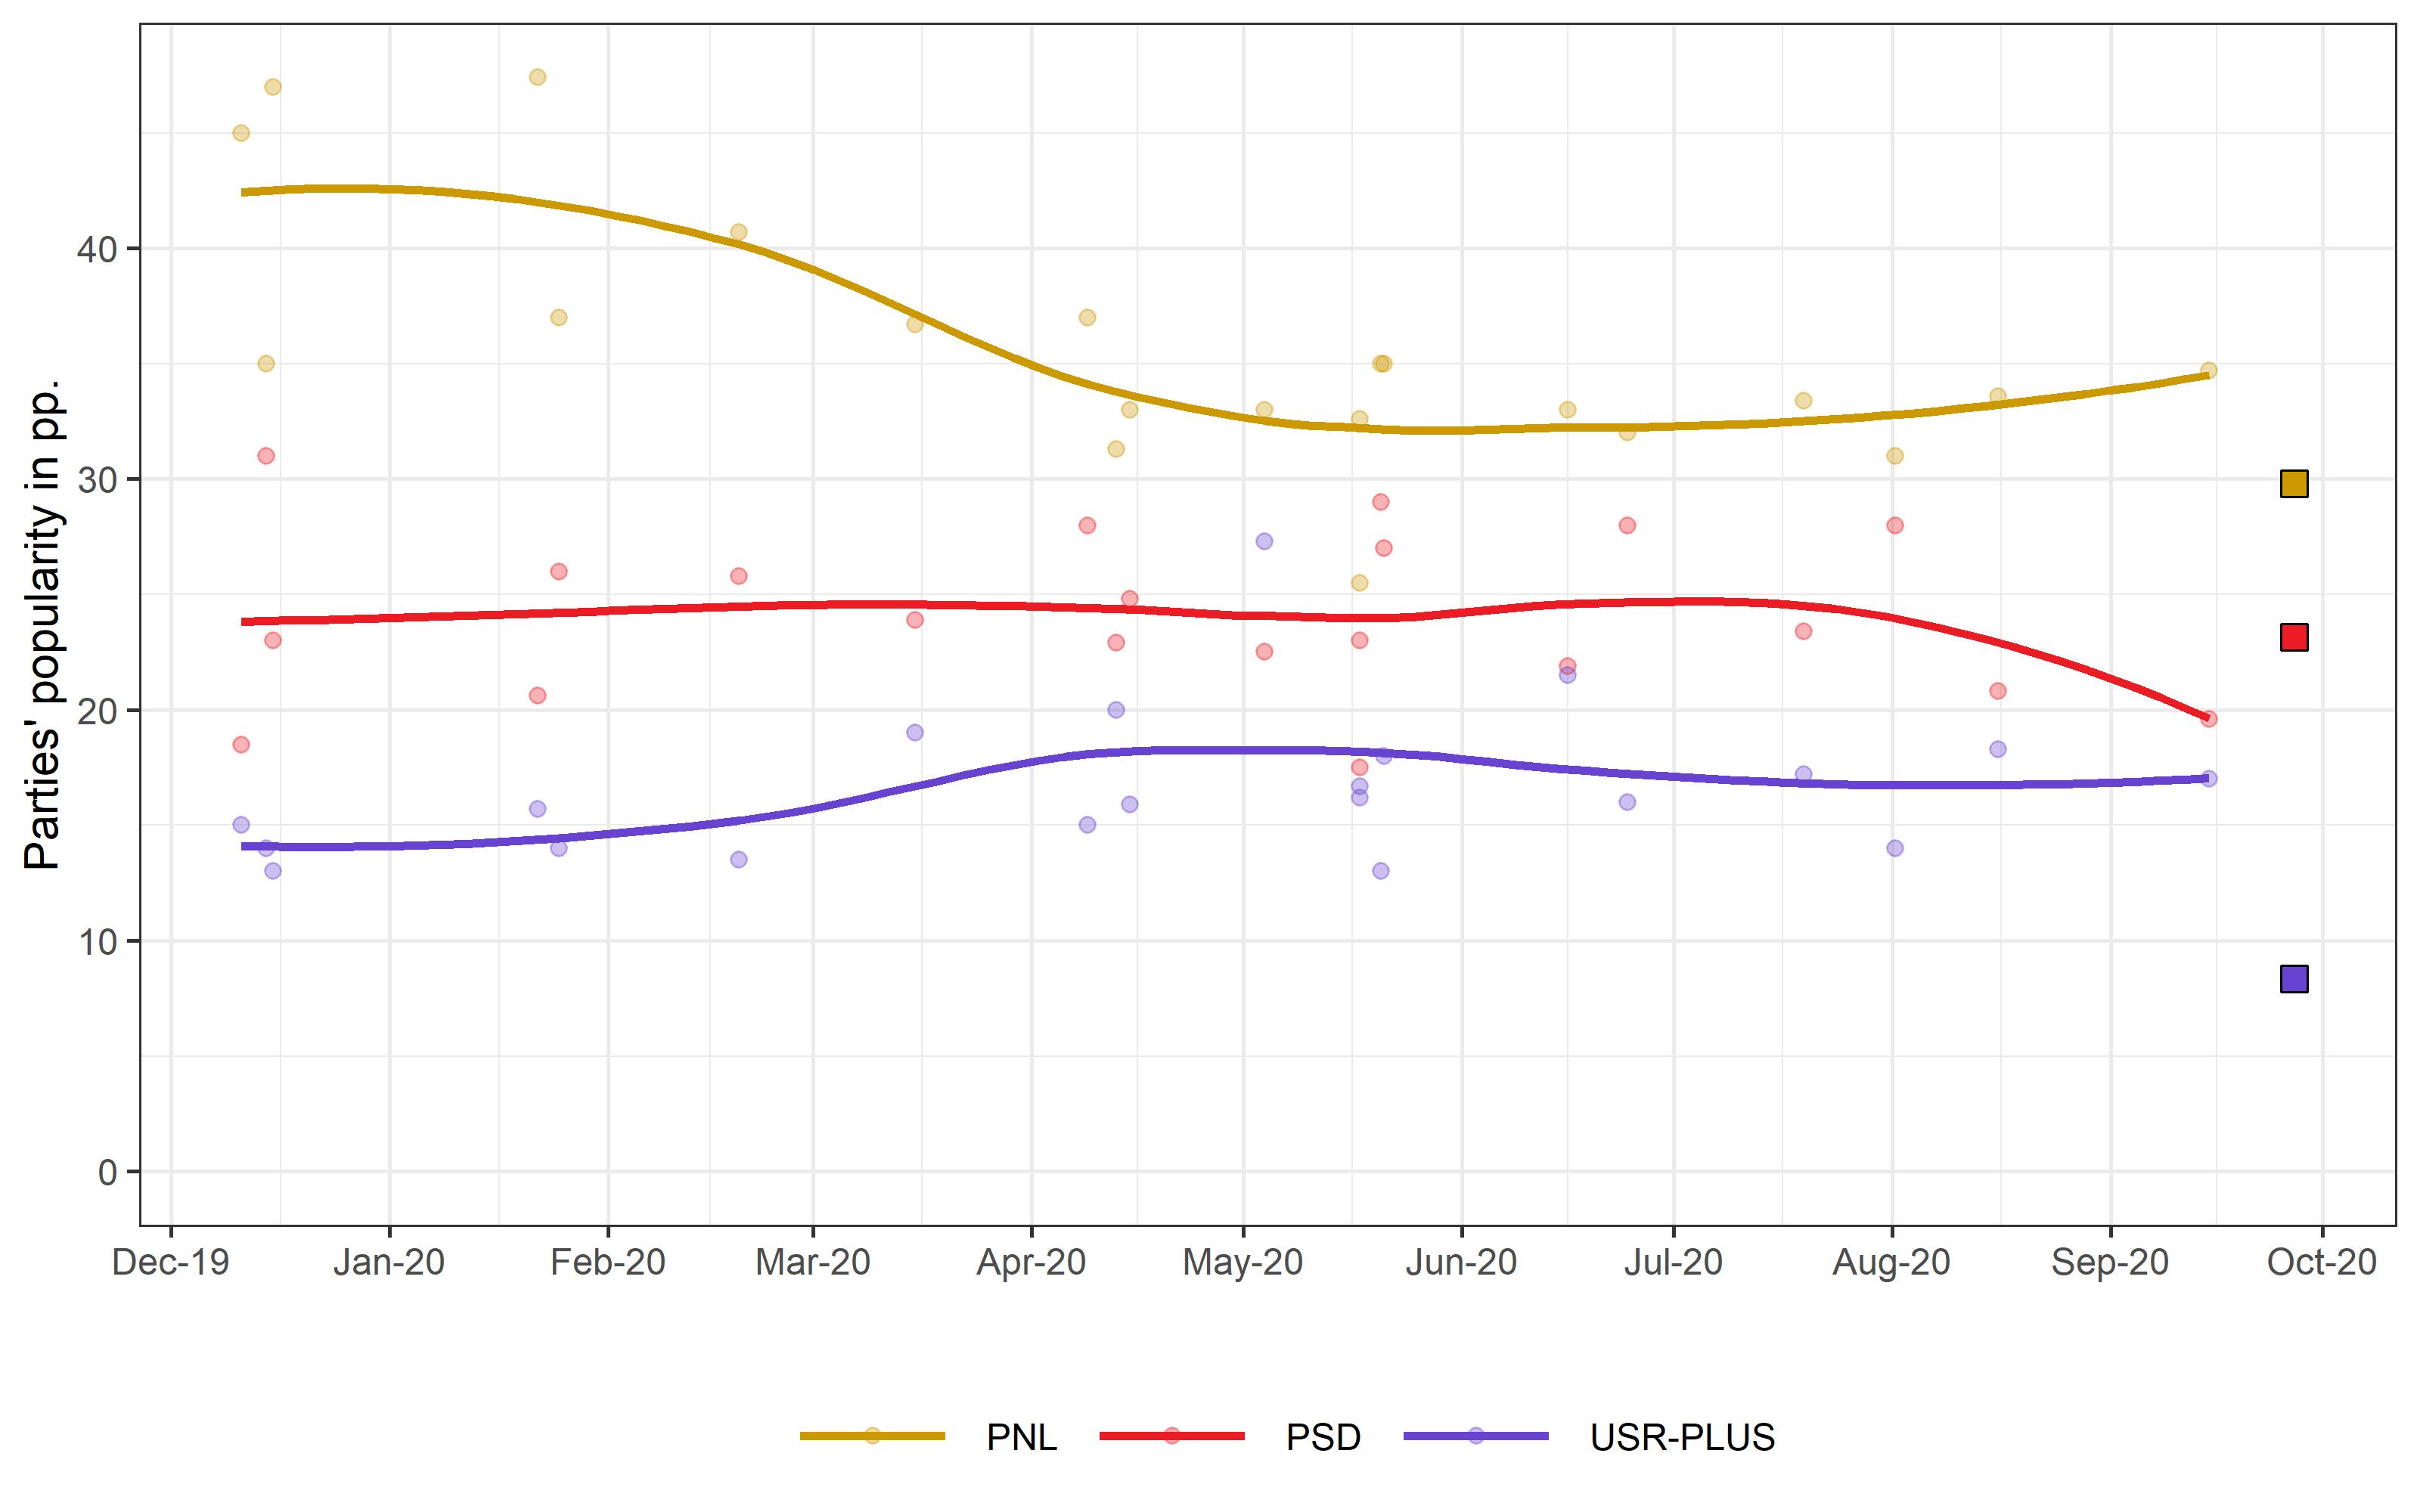 Parties' popularity in pp.
40
30
20
10
0
Dec-19 Jan-20 Feb-20 Mar-20 Apr-20 May-20 Jun-20 Jul-20 Aug-20 Sep-20 Oct-20
PNL PSD USR-PLUS